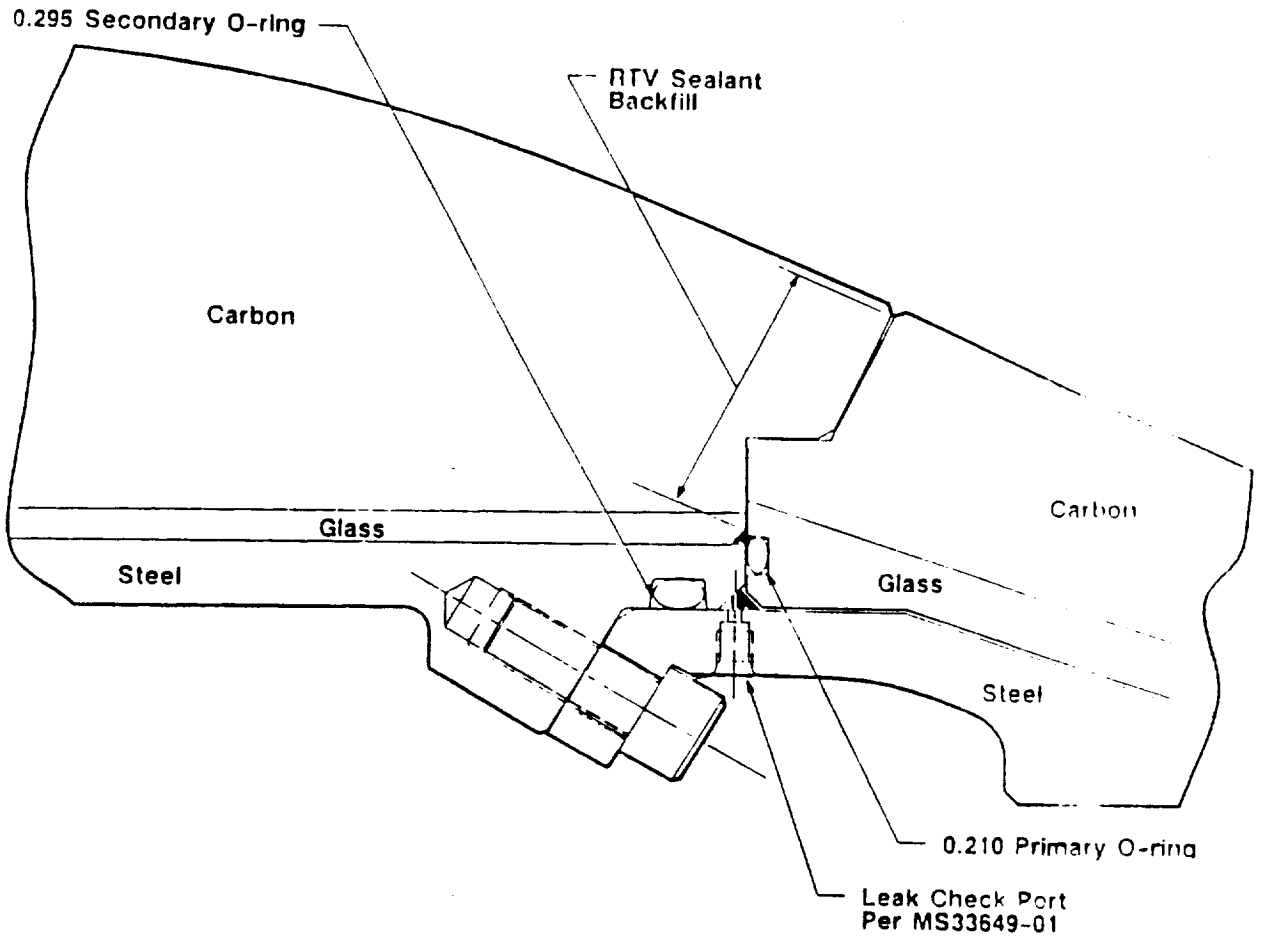 0.295 Secondary O-ring
RTV Sealant
Backfill
Carbon
Carbon
Glass
Steel
Glass
Steel
0.210 Primary O-ring
Leak Check Port
Per MS33649-01